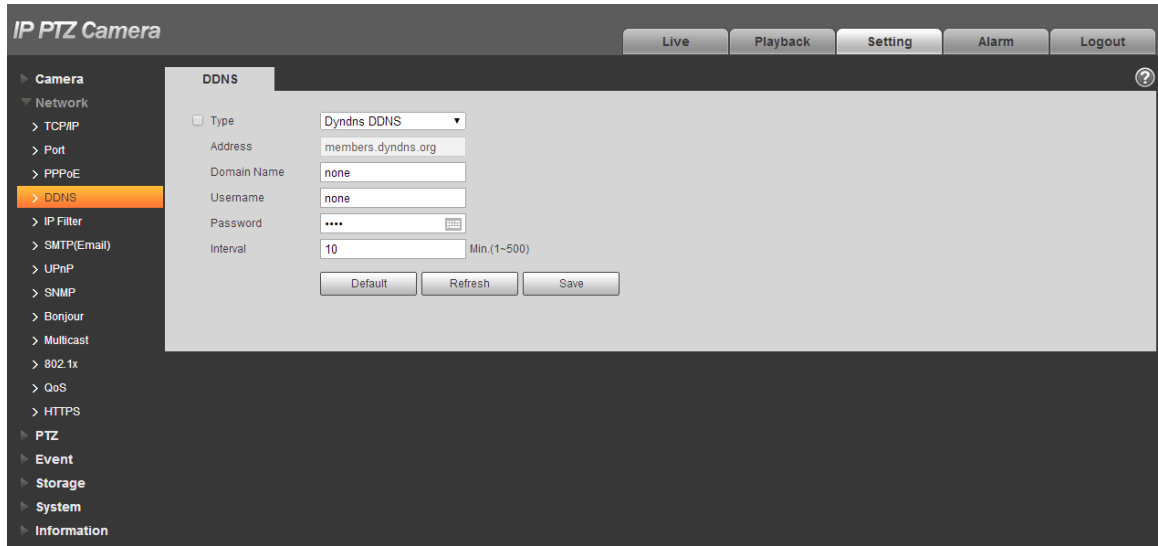 IP PTZ Camera
Live Playback Setting Alarm Logout
Camera
Network
TCP/IP
Port
PPPoE
DDNS
IP Filter
SMTP(Email)
UPnP
SNMP
Bonjour
Multicast
802.1x
QoS
HTTPS
PTZ
Event
Storage
System
Information
DDNS
?
Type Dyndns DDNS
Address members.dyndns.org
Domain Name none
Username none
Password ••••
Interval 10 Min.(1~500)
Default Refresh Save